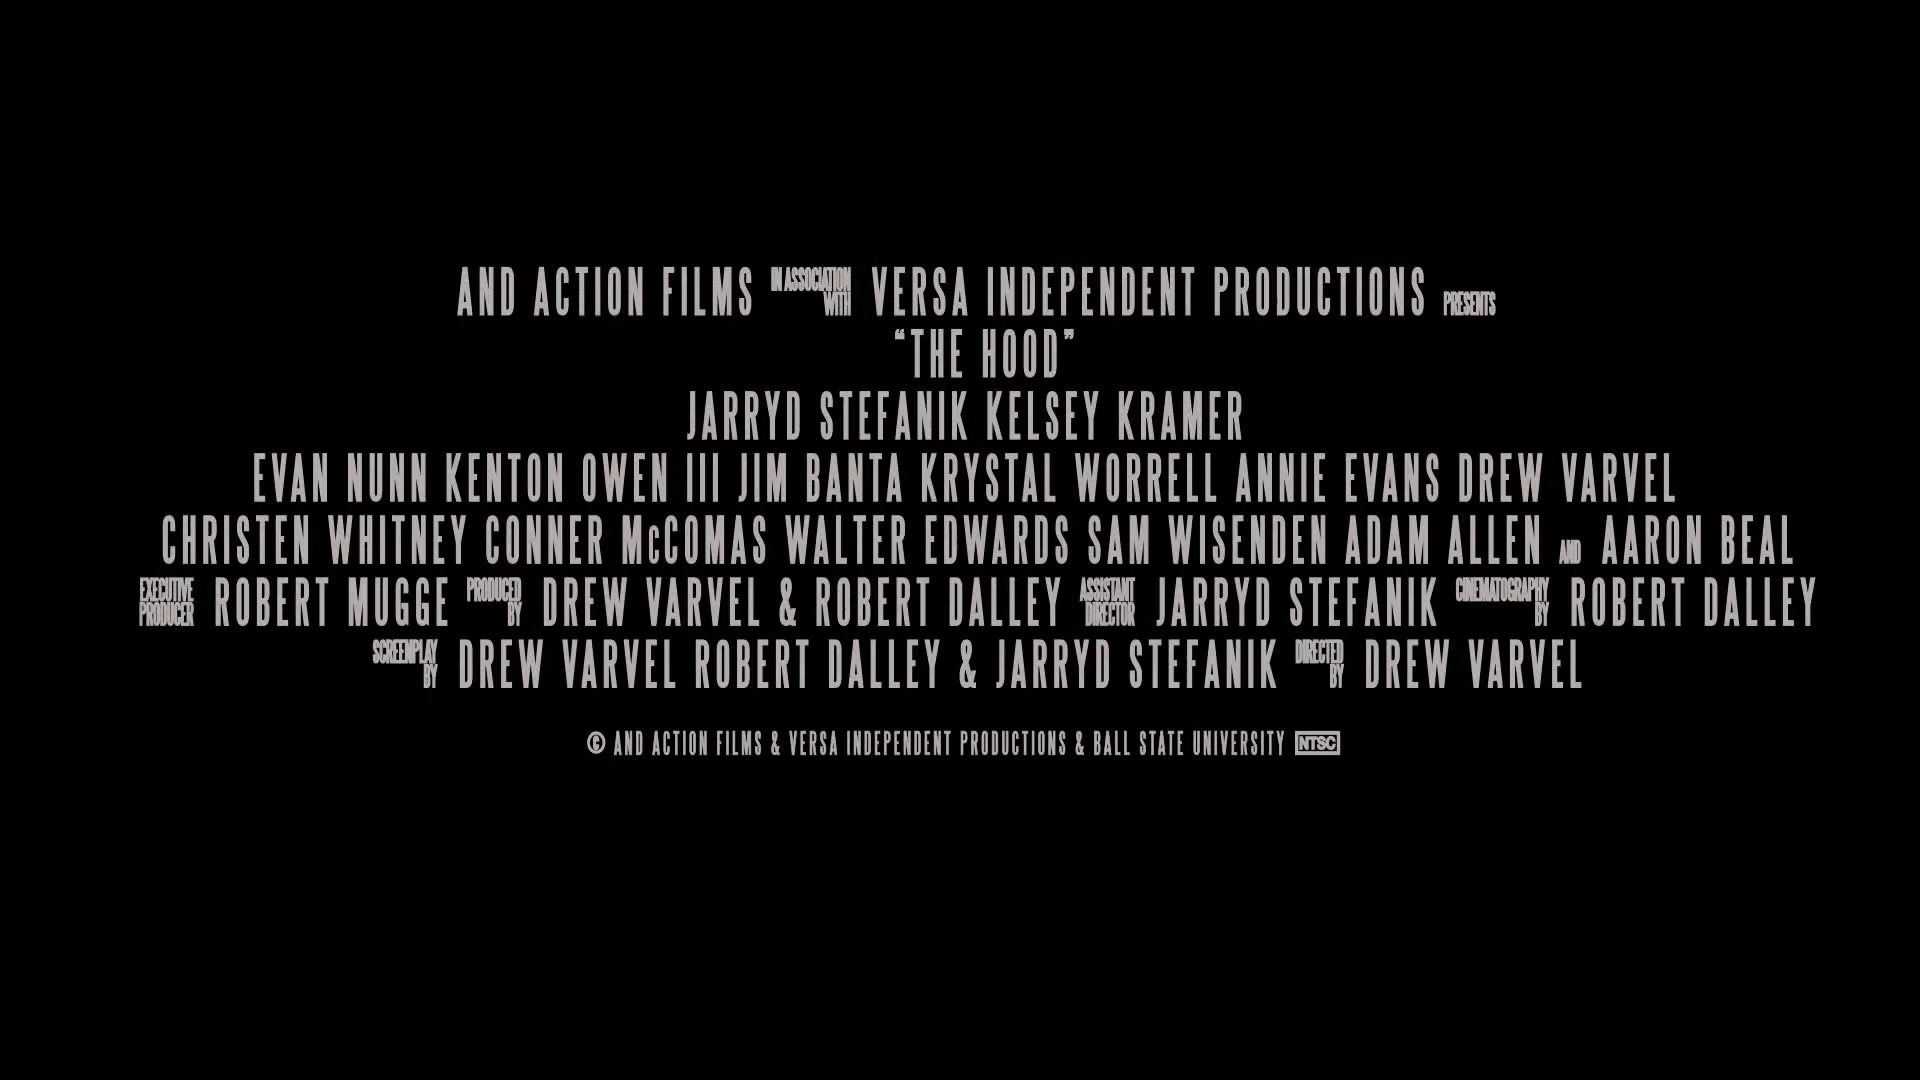 AND ACTION FILMS IN ASSOCIATION WITH VERSA INDEPENDENT PRODUCTIONS PRESENTS
“THE HOOD”
JARRYD STEFANIK KELSEY KRAMER
EVAN NUNN KENTON OWEN III JIM BANTA KRYSTAL WORRELL ANNIE EVANS DREW VARVEL
CHRISTEN WHITNEY CONNER McCOMAS WALTER EDWARDS SAM WISENDEN ADAM ALLEN AND AARON BEAL
EXECUTIVE PRODUCER ROBERT MUGGE PRODUCED BY DREW VARVEL & ROBERT DALLEY ASSISTANT DIRECTOR JARRYD STEFANIK CINEMATOGRAPHY BY ROBERT DALLEY
SCREENPLAY BY DREW VARVEL ROBERT DALLEY & JARRYD STEFANIK DIRECTED BY DREW VARVEL
© AND ACTION FILMS & VERSA INDEPENDENT PRODUCTIONS & BALL STATE UNIVERSITY NTSC